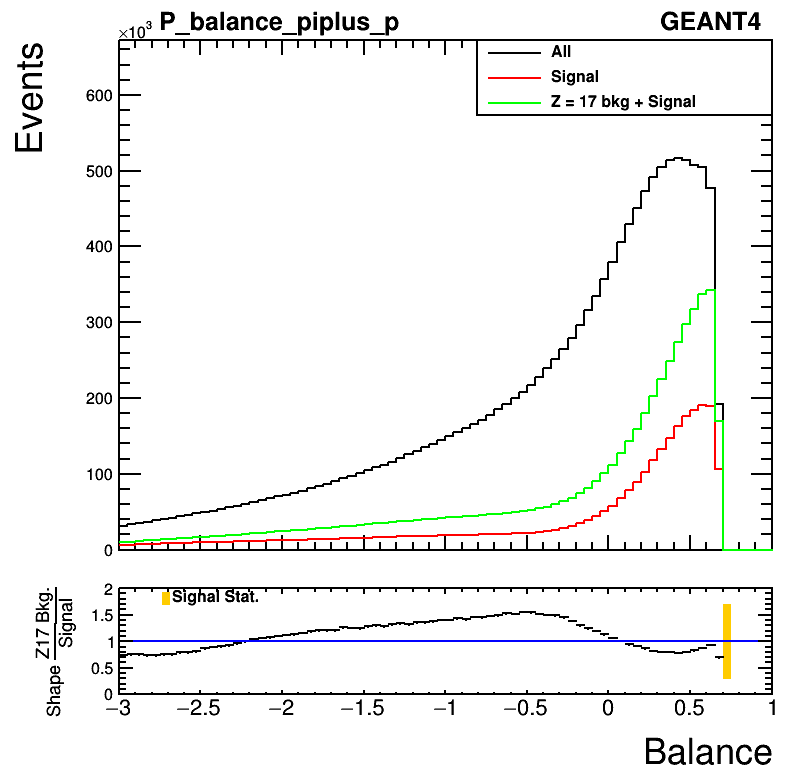 ×10³ P_balance_piplus_p GEANT4
Events
All
Signal
Z = 17 bkg + Signal
600
500
400
300
200
100
0
Shape Z17 Bkg. Signal
2
1.5
1
0.5
0
Signal Stat.
−3 −2.5 −2 −1.5 −1 −0.5 0 0.5 1
Balance